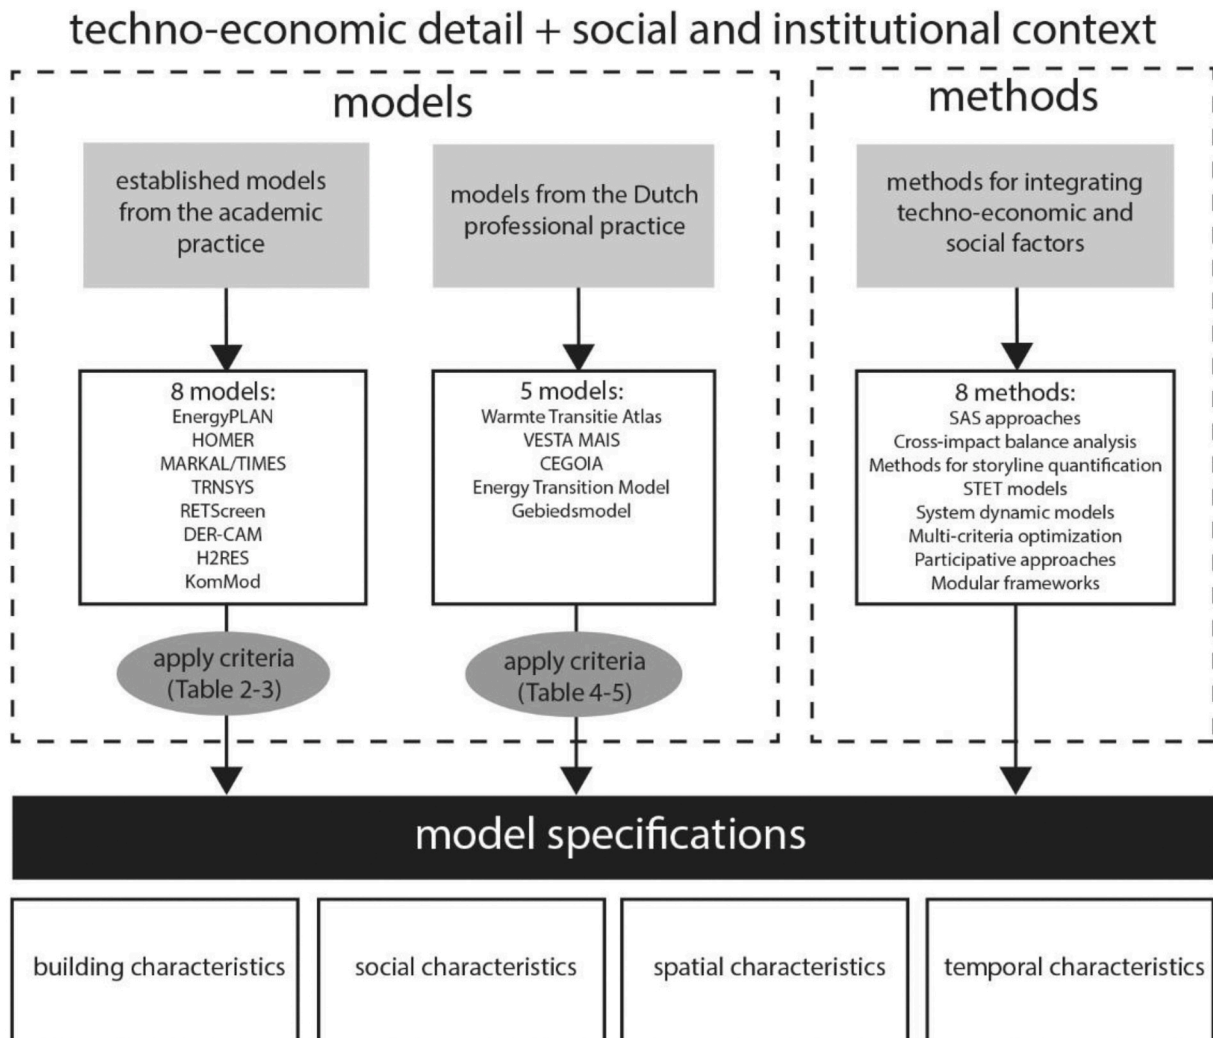 techno-economic detail + social and institutional context
models
established models
from the academic
practice
models from the Dutch
professional practice
8 models:
EnergyPLAN
HOMER
MARKAL/TIMES
TRNSYS
RETScreen
DER-CAM
H2RES
KomMod
5 models:
Warmte Transitie Atlas
VESTA MAIS
CEGOIA
Energy Transition Model
Gebiedsmodel
apply criteria
(Table 2-3)
apply criteria
(Table 4-5)
methods
methods for integrating
techno-economic and
social factors
8 methods:
SAS approaches
Cross-impact balance analysis
Methods for storyline quantification
STET models
System dynamic models
Multi-criteria optimization
Participative approaches
Modular frameworks
model specifications
building characteristics
social characteristics
spatial characteristics
temporal characteristics